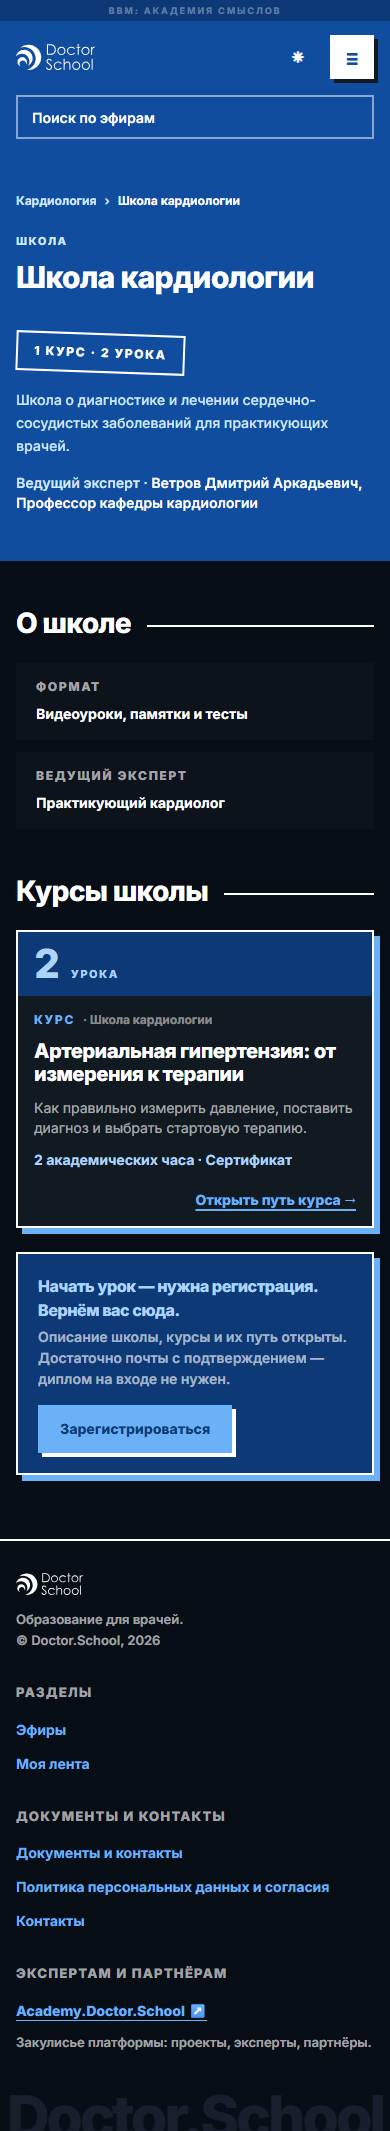 ВВМ: АКАДЕМИЯ СМЫСЛОВ
Doctor
School
Поиск по эфирам
Кардиология › Школа кардиологии
ШКОЛА
Школа кардиологии
1 КУРС · 2 УРОКА
Школа о диагностике и лечении сердечно-
сосудистых заболеваний для практикующих
врачей.
Ведущий эксперт · Ветров Дмитрий Аркадьевич,
Профессор кафедры кардиологии
О школе
ФОРМАТ
Видеоуроки, памятки и тесты
ВЕДУЩИЙ ЭКСПЕРТ
Практикующий кардиолог
Курсы школы
2 УРОКА
КУРС · Школа кардиологии
Артериальная гипертензия: от
измерения к терапии
Как правильно измерить давление, поставить
диагноз и выбрать стартовую терапию.
2 академических часа · Сертификат
Открыть путь курса →
Начать урок — нужна регистрация.
Вернём вас сюда.
Описание школы, курсы и их путь открыты.
Достаточно почты с подтверждением —
диплом на входе не нужен.
Зарегистрироваться
Doctor
School
Образование для врачей.
© Doctor.School, 2026
РАЗДЕЛЫ
Эфиры
Моя лента
ДОКУМЕНТЫ И КОНТАКТЫ
Документы и контакты
Политика персональных данных и согласия
Контакты
ЭКСПЕРТАМ И ПАРТНЁРАМ
Academy.Doctor.School ↗
Закулисье платформы: проекты, эксперты, партнёры.
Doctor.School